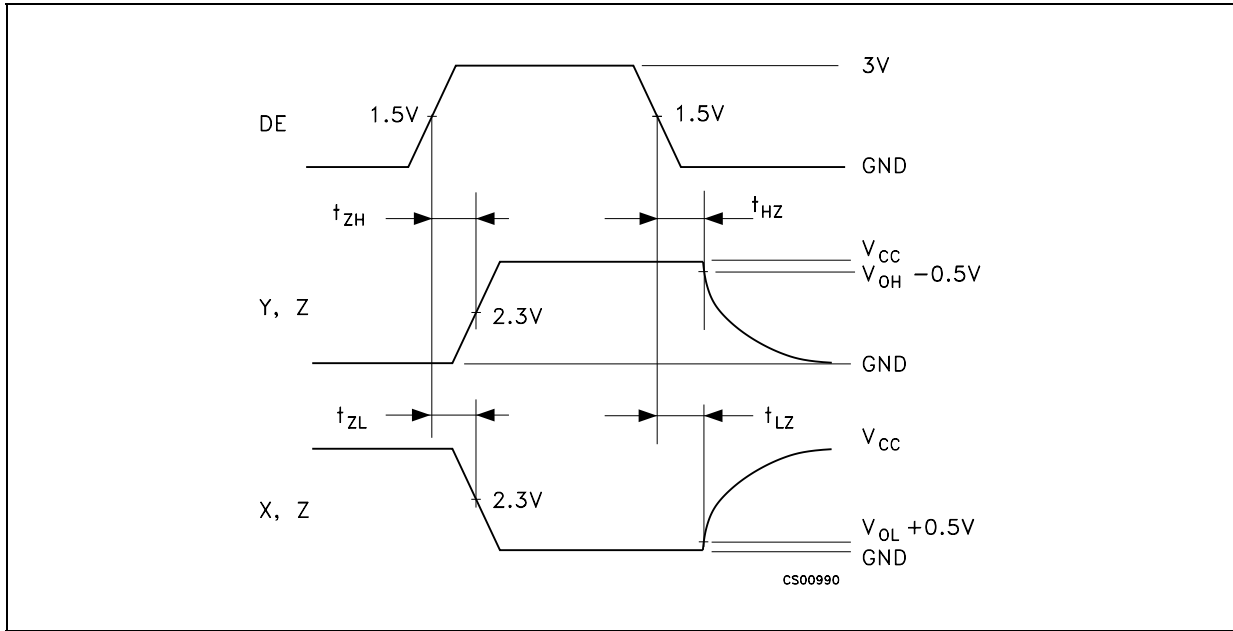 3V
1.5V
1.5V
DE
GND
tZH
tHZ
VCC
VOH -0.5V
Y, Z
2.3V
GND
tZL
tLZ
VCC
X, Z
2.3V
VOL +0.5V
GND
CS00990